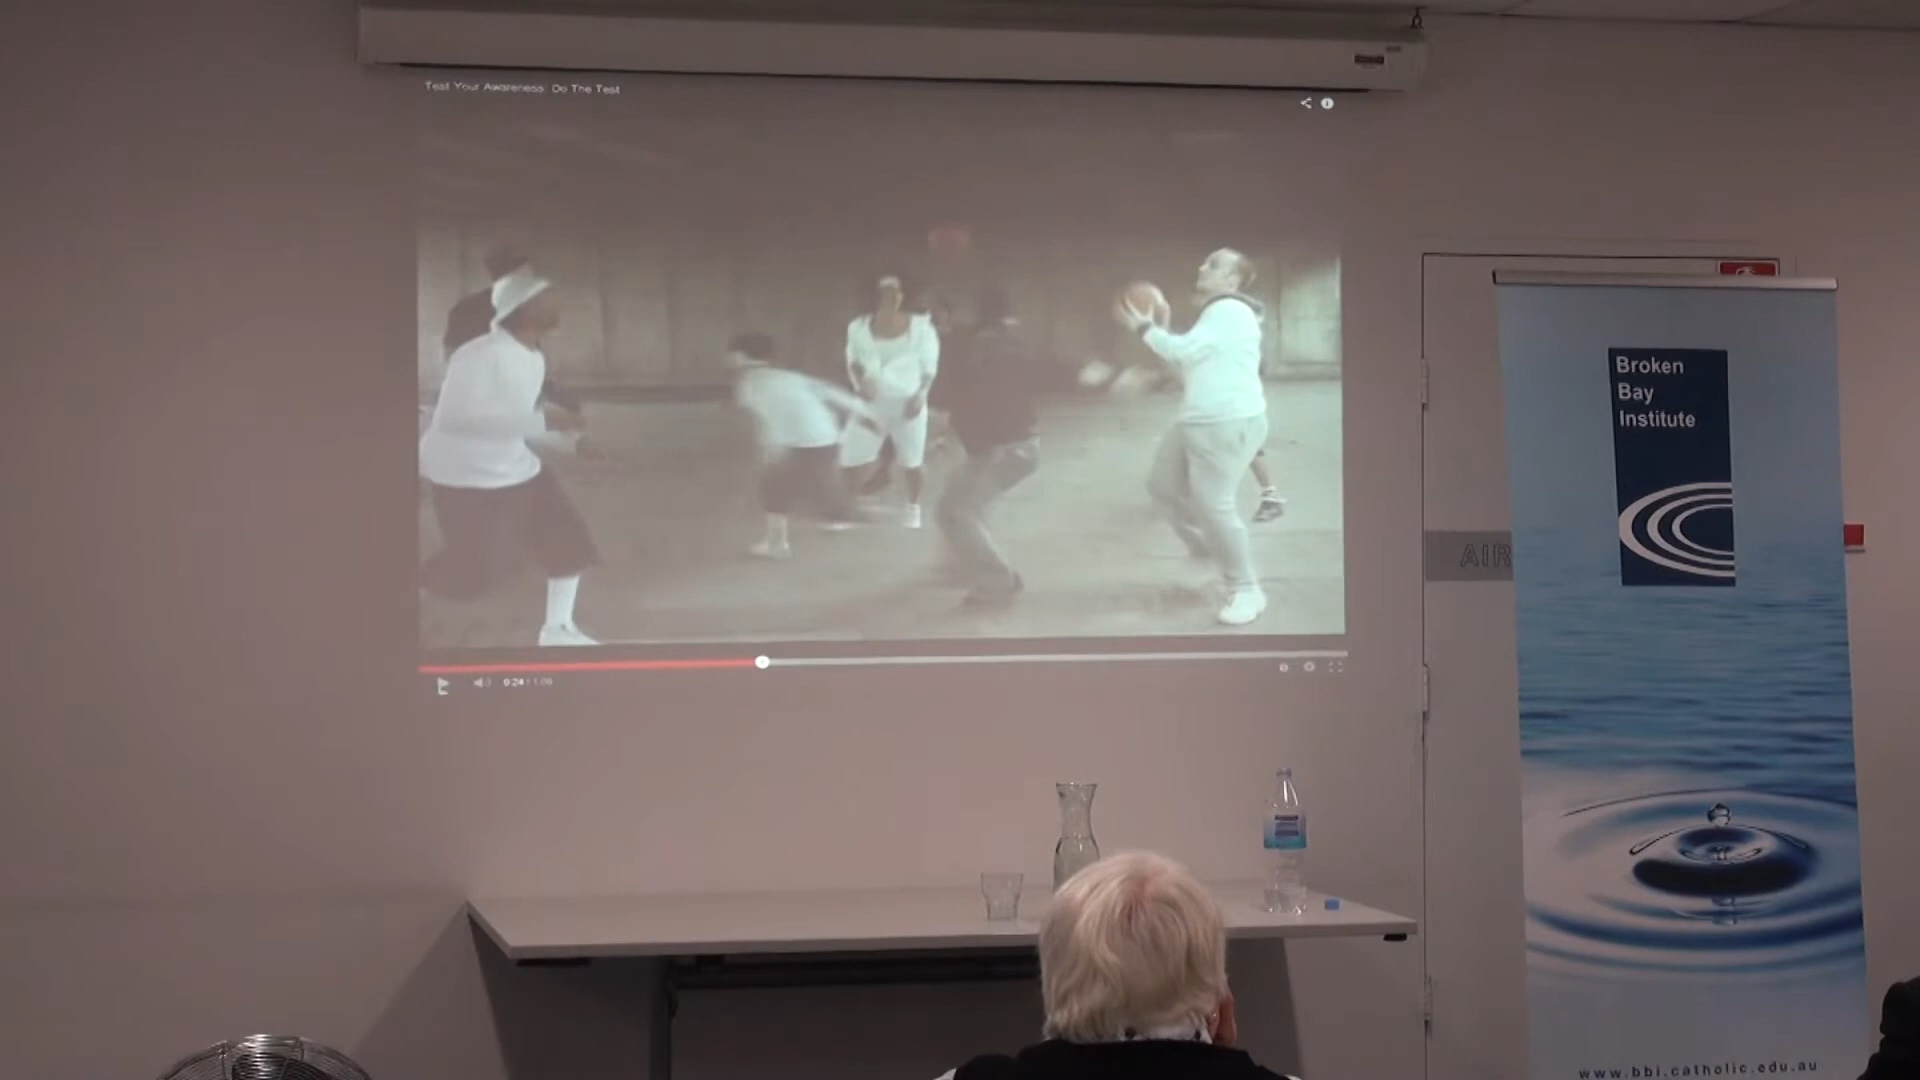 Test Your Awareness: Do The Test
0:24 / 1:09
Broken
Bay
Institute
AIR
www.bbi.catholic.edu.au